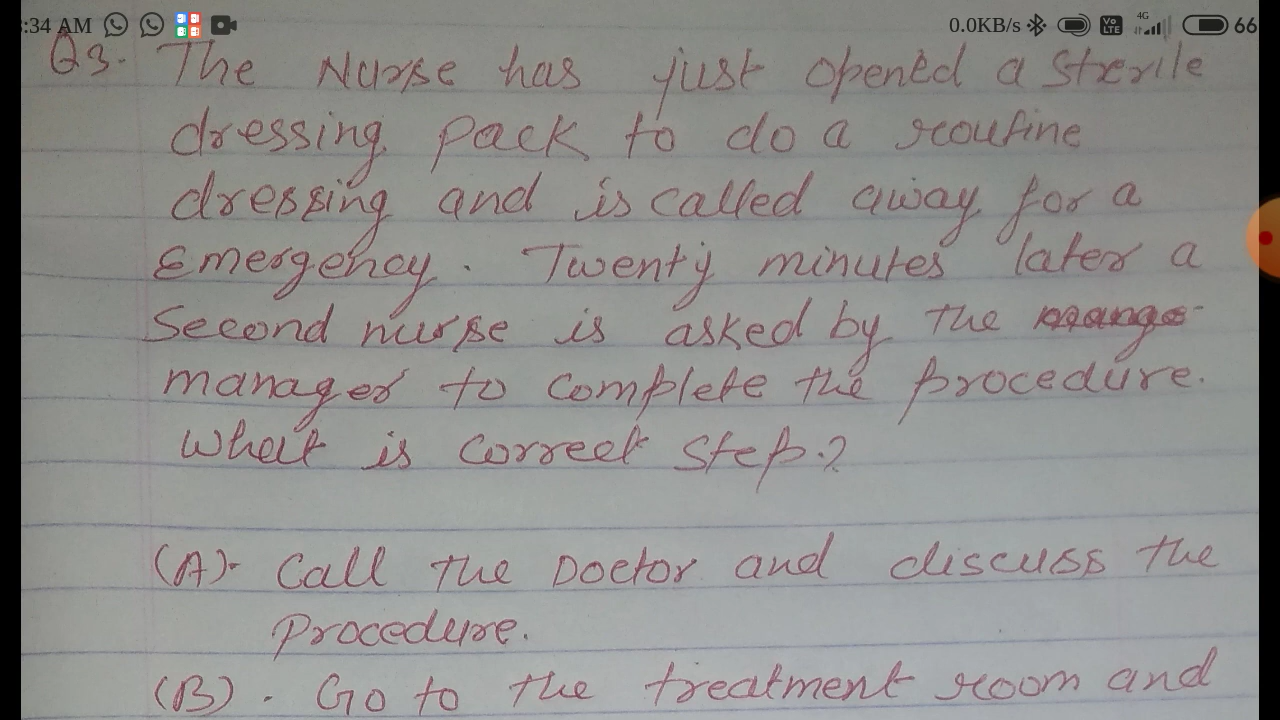 :34 AM 0.0KB/s VoLTE 4G 66
Q3. The Nurse has just opened a sterile
dressing pack to do a routine
dressing and is called away for a
Emergency. Twenty minutes later a
Second nurse is asked by the
manager to complete the procedure.
What is correct step.?
(A)- Call the Doctor and discuss the
Procedure.
(B). Go to the treatment room and